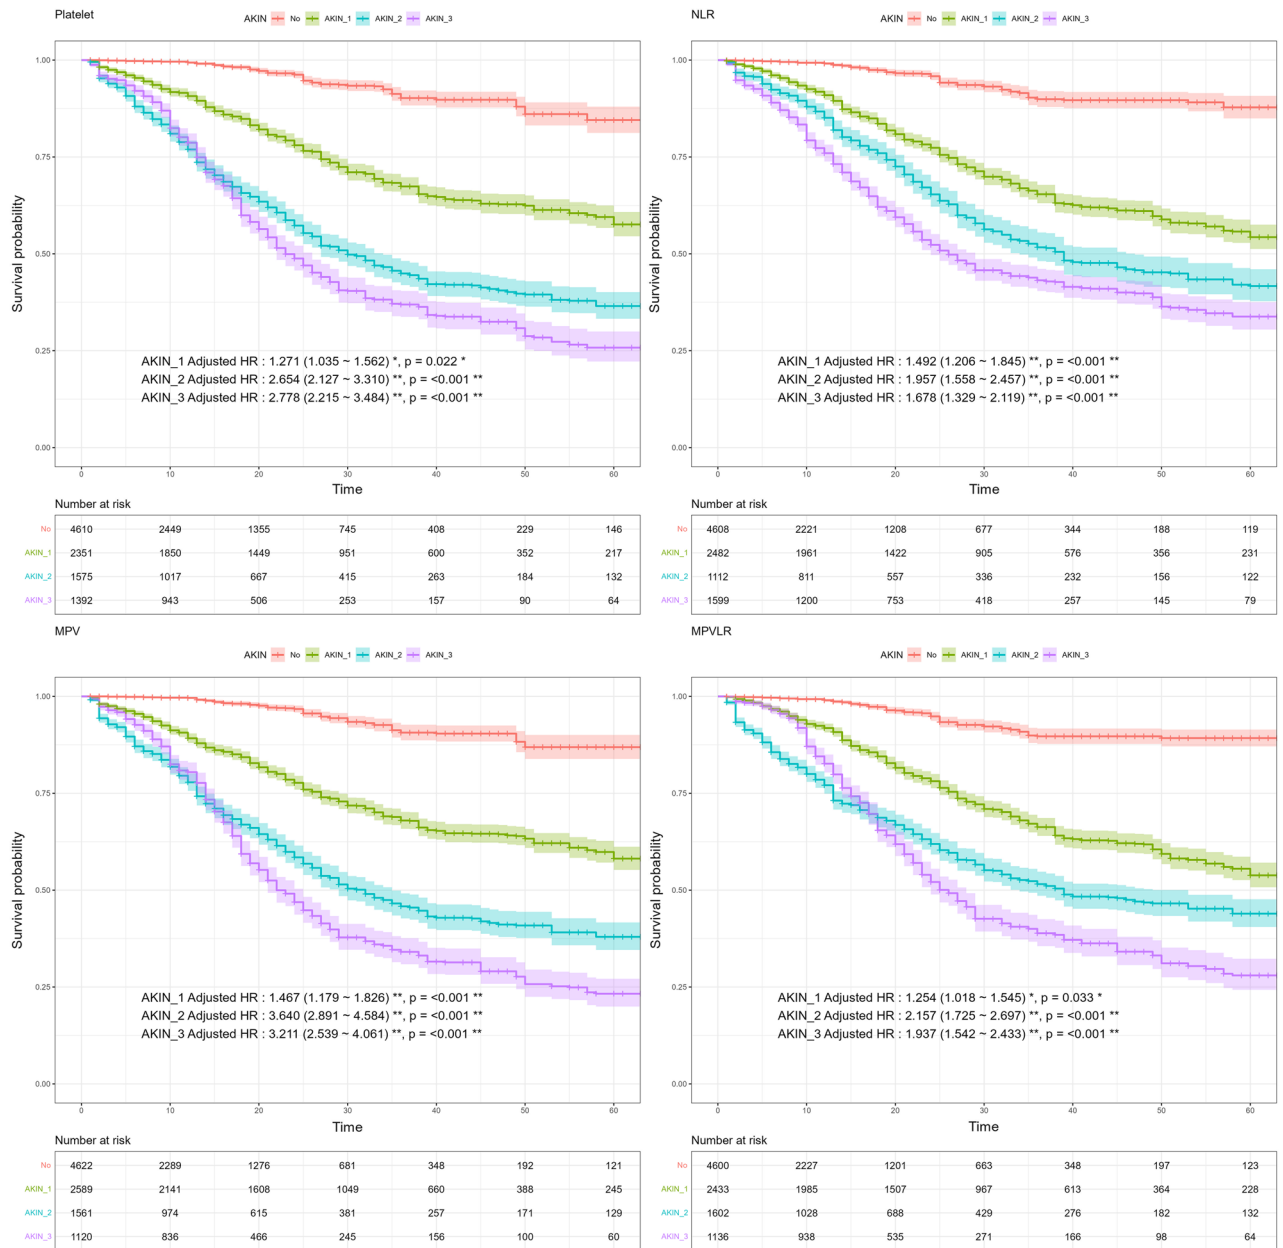 Platelet
AKIN No AKIN_1 AKIN_2 AKIN_3
Survival probability
1.00
0.75
0.50
0.25
0.00
AKIN_1 Adjusted HR : 1.271 (1.035 ~ 1.562) *, p = 0.022 *
AKIN_2 Adjusted HR : 2.654 (2.127 ~ 3.310) **, p = <0.001 **
AKIN_3 Adjusted HR : 2.778 (2.215 ~ 3.484) **, p = <0.001 **
0 10 20 30 40 50 60
Time
Number at risk
No 4610 2449 1355 745 408 229 146
AKIN_1 2351 1850 1449 951 600 352 217
AKIN_2 1575 1017 667 415 263 184 132
AKIN_3 1392 943 506 253 157 90 64
NLR
AKIN No AKIN_1 AKIN_2 AKIN_3
Survival probability
1.00
0.75
0.50
0.25
0.00
AKIN_1 Adjusted HR : 1.492 (1.206 ~ 1.845) **, p = <0.001 **
AKIN_2 Adjusted HR : 1.957 (1.558 ~ 2.457) **, p = <0.001 **
AKIN_3 Adjusted HR : 1.678 (1.329 ~ 2.119) **, p = <0.001 **
0 10 20 30 40 50 60
Time
Number at risk
No 4608 2221 1208 677 344 188 119
AKIN_1 2482 1961 1422 905 576 356 231
AKIN_2 1112 811 557 336 232 156 122
AKIN_3 1599 1200 753 418 257 145 79
MPV
AKIN No AKIN_1 AKIN_2 AKIN_3
Survival probability
1.00
0.75
0.50
0.25
0.00
AKIN_1 Adjusted HR : 1.467 (1.179 ~ 1.826) **, p = <0.001 **
AKIN_2 Adjusted HR : 3.640 (2.891 ~ 4.584) **, p = <0.001 **
AKIN_3 Adjusted HR : 3.211 (2.539 ~ 4.061) **, p = <0.001 **
0 10 20 30 40 50 60
Time
Number at risk
No 4622 2289 1276 681 348 192 121
AKIN_1 2589 2141 1608 1049 660 388 245
AKIN_2 1561 974 615 381 257 171 129
AKIN_3 1120 836 466 245 156 100 60
MPVLR
AKIN No AKIN_1 AKIN_2 AKIN_3
Survival probability
1.00
0.75
0.50
0.25
0.00
AKIN_1 Adjusted HR : 1.254 (1.018 ~ 1.545) *, p = 0.033 *
AKIN_2 Adjusted HR : 2.157 (1.725 ~ 2.697) **, p = <0.001 **
AKIN_3 Adjusted HR : 1.937 (1.542 ~ 2.433) **, p = <0.001 **
0 10 20 30 40 50 60
Time
Number at risk
No 4600 2227 1201 663 348 197 123
AKIN_1 2433 1985 1507 967 613 364 228
AKIN_2 1602 1028 688 429 276 182 132
AKIN_3 1136 938 535 271 166 98 64